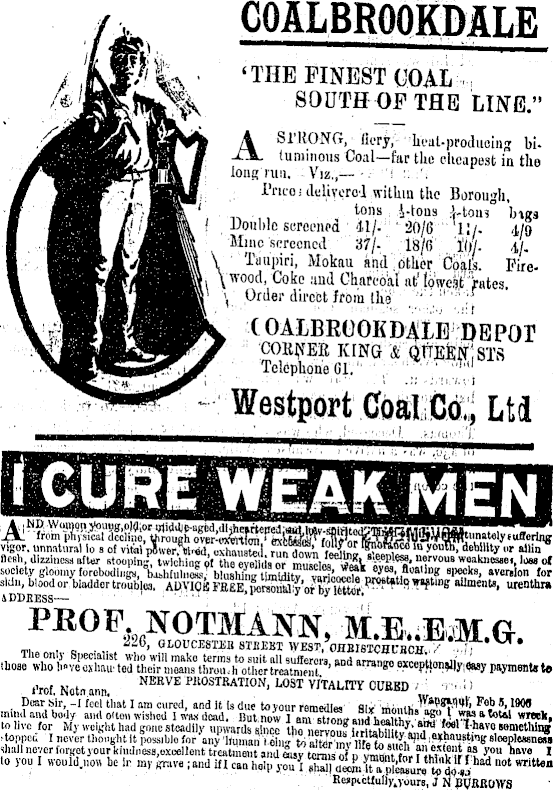 COALBROOKDALE
'THE FINEST COAL
SOUTH OF THE LINE."
A STRONG, fiery, heat-producing bi-
tuminous Coal—far the cheapest in the
long run. Viz.,—
Price: delivered within the Borough,
tons ½-tons ¼-tons bags
Double screened 41/- 20/6 11/- 4/9
Mine screened 37/- 18/6 10/- 4/-
Taupiri, Mokau and other Coals. Fire-
wood, Coke and Charcoal at lowest rates.
Order direct from the
COALBROOKDALE DEPOT
CORNER KING & QUEEN STS
Telephone 61.
Westport Coal Co., Ltd
I CURE WEAK MEN
AND Women young, old, or middle-aged, disheartened, and low-spirited. unfortunately suffering
from physical decline, through over-exertion, excesses, folly or ignorance in youth, debility or
vigor, unnatural lo s of vital power, tired, exhausted, run down feeling, sleepless, nervous weaknesses, loss of
flesh, dizziness after stooping, twiching of the eyelids or muscles, weak eyes, floating specks, aversion for
society gloomy forebodings, bashfulness, blushing timidity, varicocele prostatic wasting ailments, urenthra
skin, blood or bladder troubles. ADVICE FREE, personally or by letter.
ADDRESS—
PROF. NOTMANN, M.E..E.M.G.
226, GLOUCESTER STREET WEST, CHRISTCHURCH.
The only Specialist who will make terms to suit all sufferers, and arrange exceptionally easy payments to
those who have exhau ted their means through other treatment.
NERVE PROSTRATION, LOST VITALITY CURED
Prof. Notm ann. Wanganui, Feb 5, 1906
Dear Sir,—I feel that I am cured, and it is due to your remedies Six months ago I was a total wreck,
mind and body and often wished I was dead. But now I am strong and healthy, and feel I have something
to live for My weight had gone steadily upwards since the nervous irritability and exhausting sleeplessness
stopped I never thought it possible for any human being to alter my life to such an extent as you have I
shall never forget your kindness, excellent treatment and easy terms of p yment, for I think if I had not written
to you I would now be in my grave; and if I can help you I shall deem it a pleasure to do so
Respectfully yours, J N BURROWS